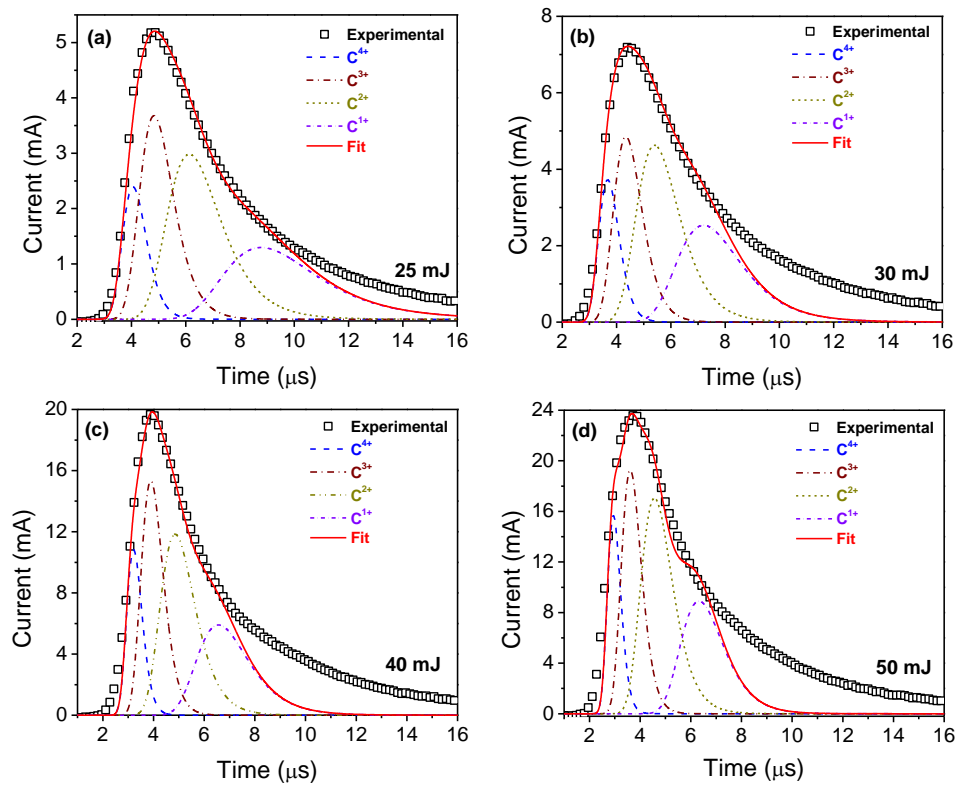 (a)
Experimental
C⁴⁺
C³⁺
C²⁺
C¹⁺
Fit
25 mJ
Current (mA)
5
4
3
2
1
0
2 4 6 8 10 12 14 16
Time (μs)
(b)
Experimental
C⁴⁺
C³⁺
C²⁺
C¹⁺
Fit
30 mJ
Current (mA)
8
6
4
2
0
2 4 6 8 10 12 14 16
Time (μs)
(c)
Experimental
C⁴⁺
C³⁺
C²⁺
C¹⁺
Fit
40 mJ
Current (mA)
20
16
12
8
4
0
2 4 6 8 10 12 14 16
Time (μs)
(d)
Experimental
C⁴⁺
C³⁺
C²⁺
C¹⁺
Fit
50 mJ
Current (mA)
24
20
16
12
8
4
0
2 4 6 8 10 12 14 16
Time (μs)